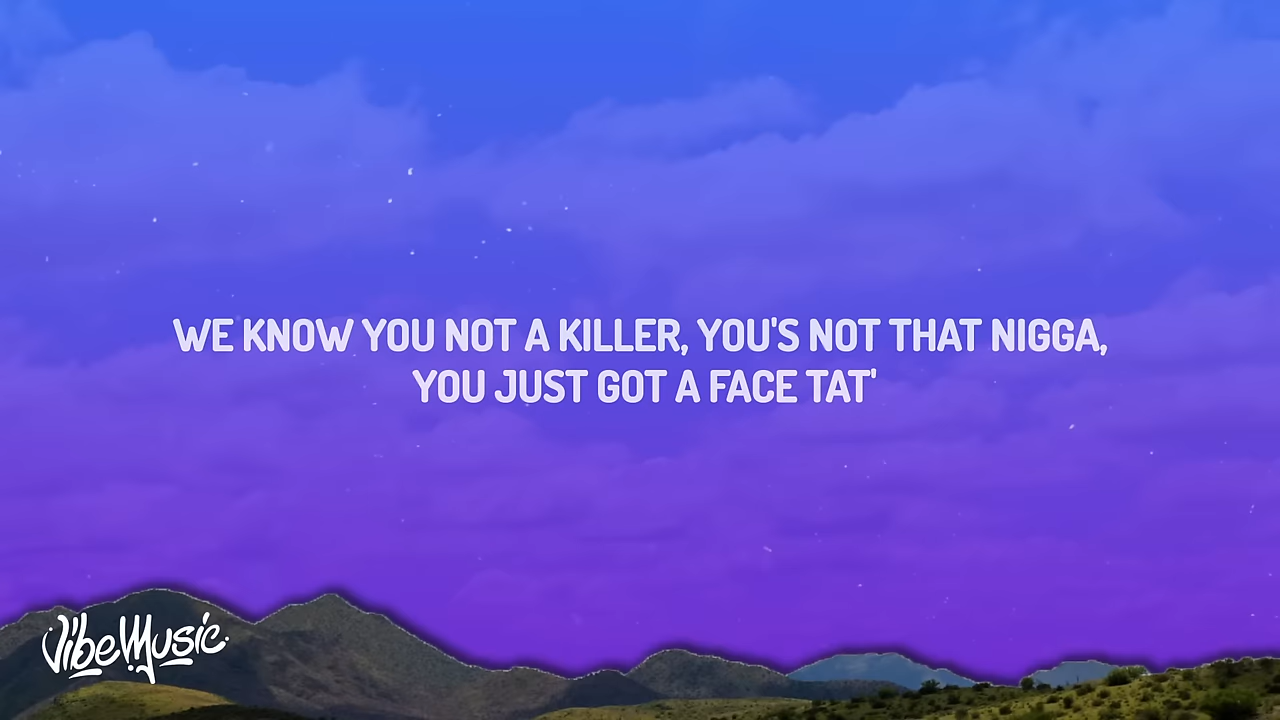 WE KNOW YOU NOT A KILLER, YOU'S NOT THAT NIGGA,
YOU JUST GOT A FACE TAT'
VibeMusic